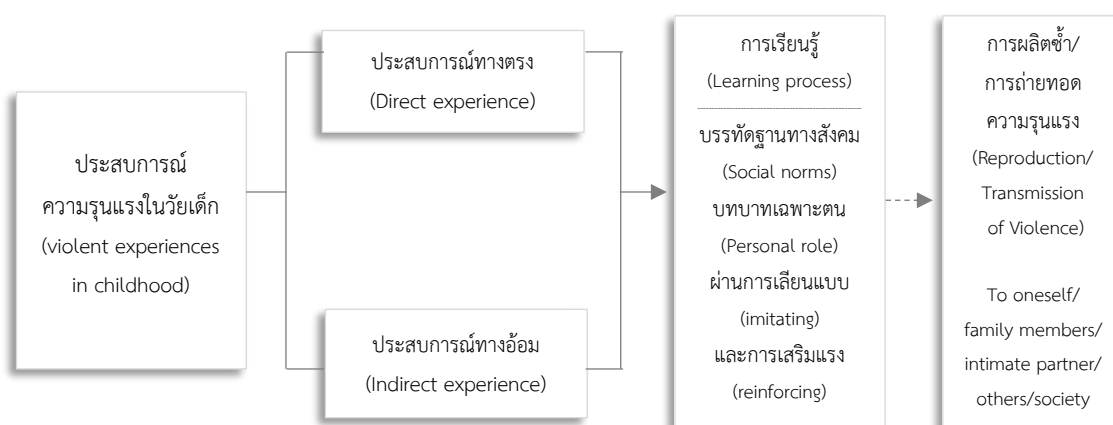 ประสบการณ์
ความรุนแรงในวัยเด็ก
(violent experiences
in childhood)
ประสบการณ์ทางตรง
(Direct experience)
ประสบการณ์ทางอ้อม
(Indirect experience)
การเรียนรู้
(Learning process)
บรรทัดฐานทางสังคม
(Social norms)
บทบาทเฉพาะตน
(Personal role)
ผ่านการเลียนแบบ
(imitating)
และการเสริมแรง
(reinforcing)
การผลิตซ้ำ/
การถ่ายทอด
ความรุนแรง
(Reproduction/
Transmission
of Violence)
To oneself/
family members/
intimate partner/
others/society